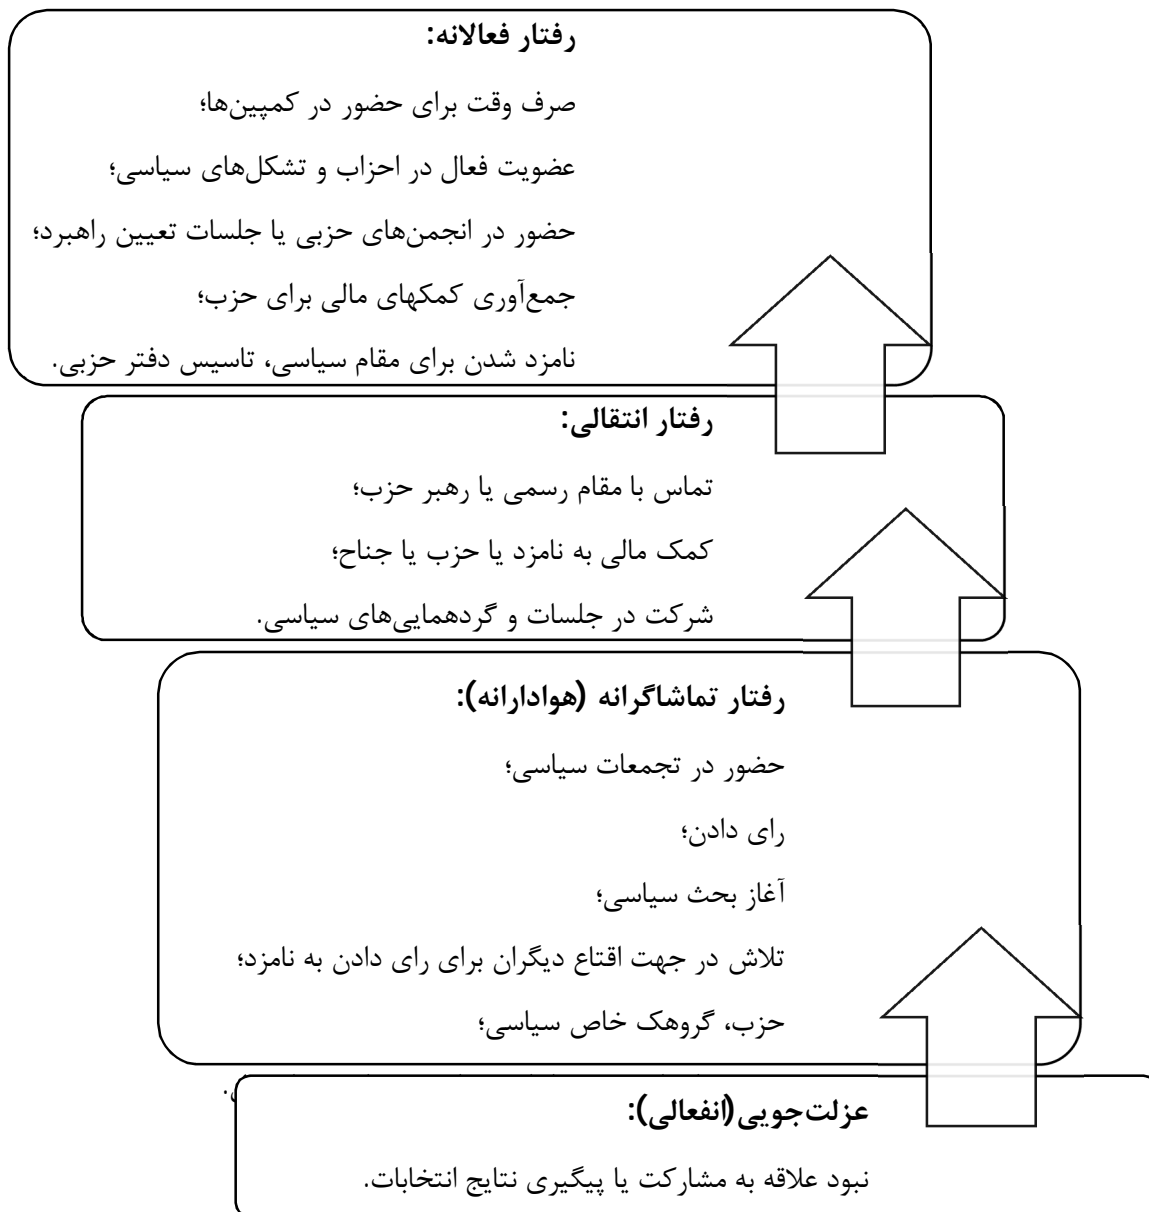 رفتار فعالانه:
صرف وقت برای حضور در کمپین‌ها؛
عضویت فعال در احزاب و تشکل‌های سیاسی؛
حضور در انجمن‌های حزبی یا جلسات تعیین راهبرد؛
جمع‌آوری کمکهای مالی برای حزب؛
نامزد شدن برای مقام سیاسی، تاسیس دفتر حزبی.
رفتار انتقالی:
تماس با مقام رسمی یا رهبر حزب؛
کمک مالی به نامزد یا حزب یا جناح؛
شرکت در جلسات و گردهمایی‌های سیاسی.
رفتار تماشاگرانه (هوادارانه):
حضور در تجمعات سیاسی؛
رای دادن؛
آغاز بحث سیاسی؛
تلاش در جهت اقتاع دیگران برای رای دادن به نامزد؛
حزب، گروهک خاص سیاسی؛
عزلت‌جویی(انفعالی):
نبود علاقه به مشارکت یا پیگیری نتایج انتخابات.